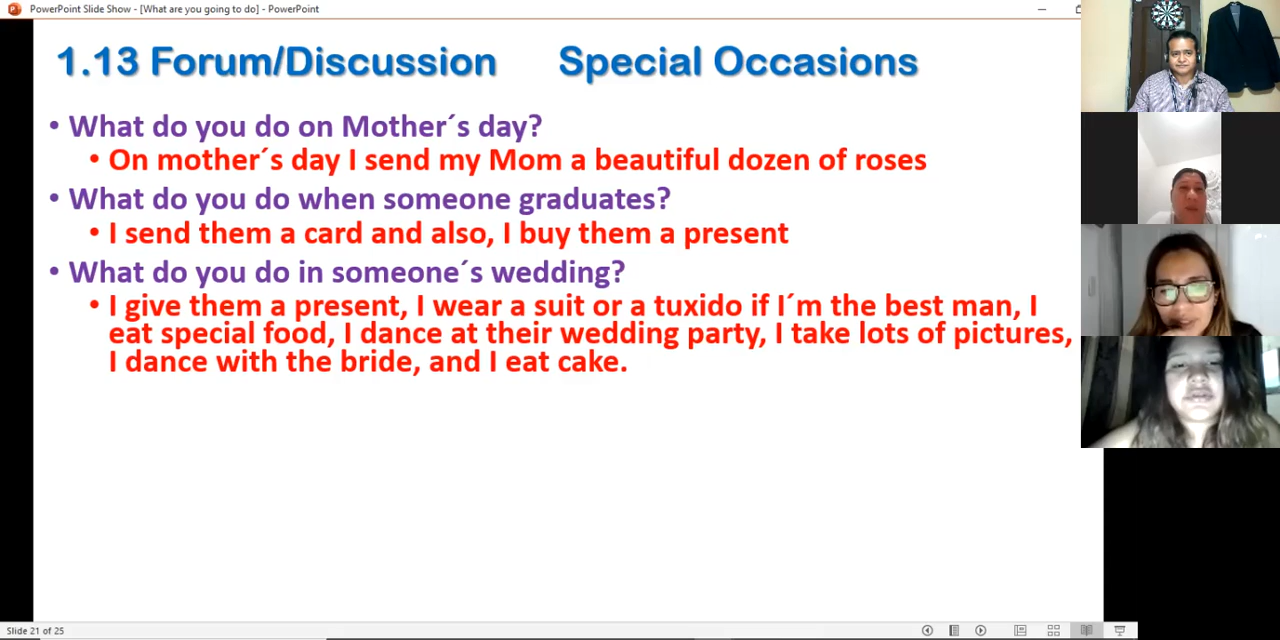 PowerPoint Slide Show - [What are you going to do] - PowerPoint
1.13 Forum/Discussion Special Occasions
• What do you do on Mother´s day?
• On mother´s day I send my Mom a beautiful dozen of roses
• What do you do when someone graduates?
• I send them a card and also, I buy them a present
• What do you do in someone´s wedding?
• I give them a present, I wear a suit or a tuxido if I´m the best man, I
eat special food, I dance at their wedding party, I take lots of pictures,
I dance with the bride, and I eat cake.
Slide 21 of 25